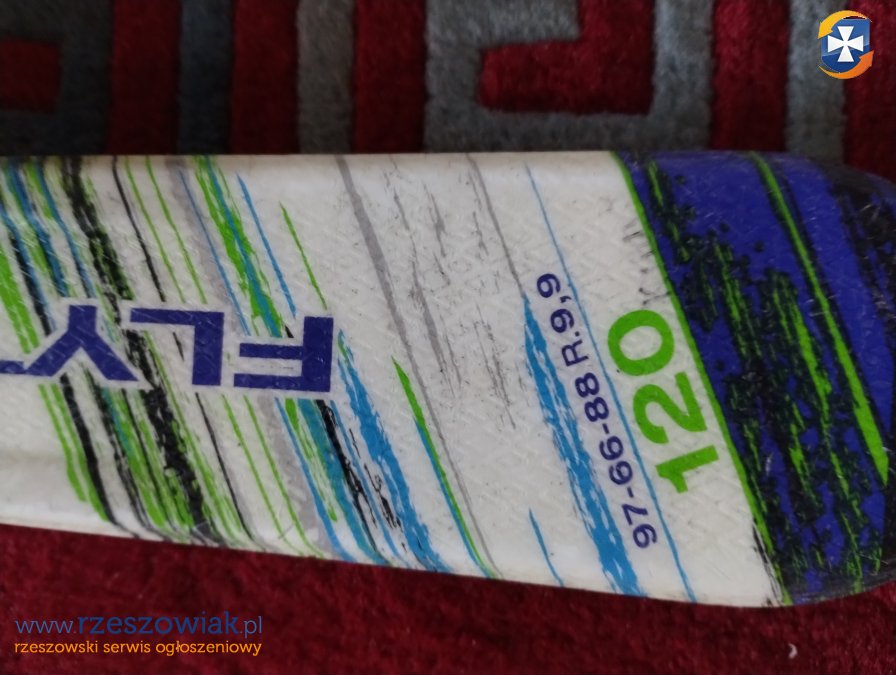 FLY
97-66-88 R.9,9
120
www.rzeszowiak.pl
rzeszowski serwis ogłoszeniowy